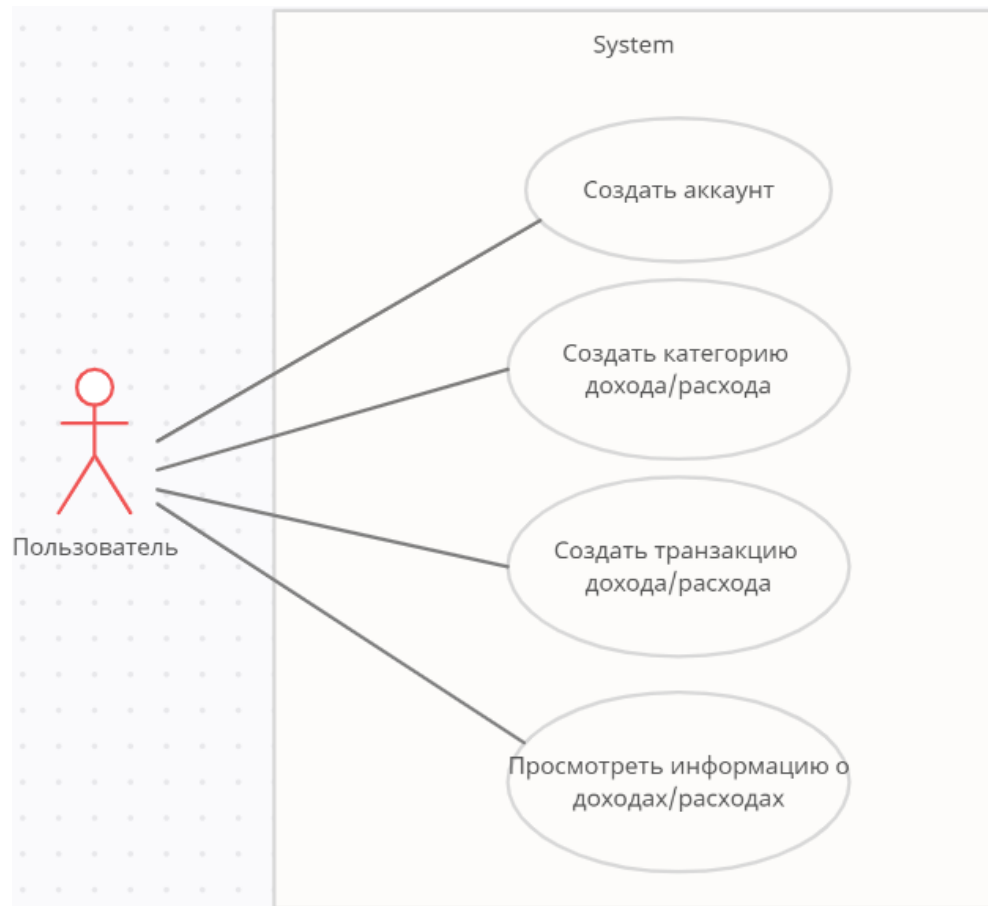 System
Создать аккаунт
Создать категорию
дохода/расхода
Создать транзакцию
дохода/расхода
Пользователь
Просмотреть информацию о
доходах/расходах